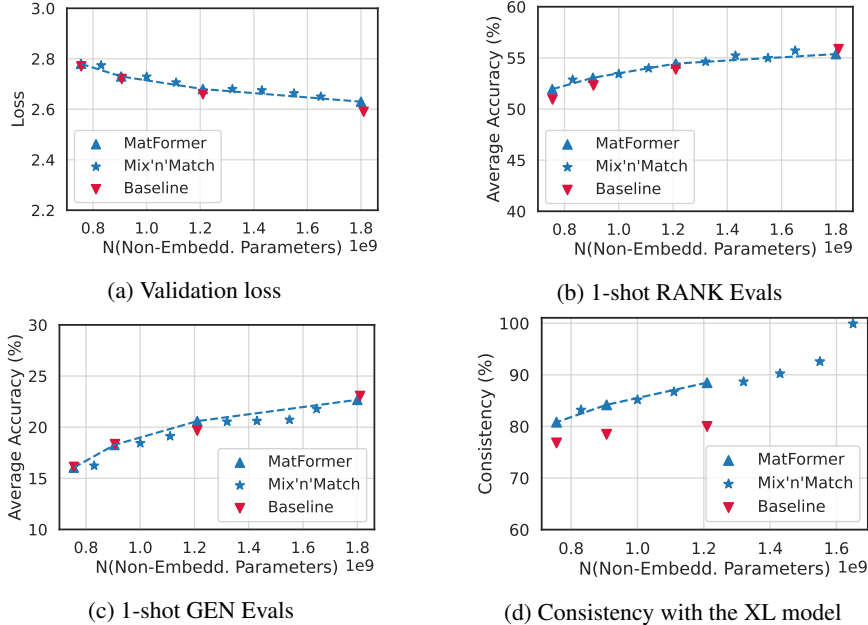 3.0
2.8
2.6
2.4
2.2
Loss
MatFormer
Mix'n'Match
Baseline
0.8 1.0 1.2 1.4 1.6 1.8
N(Non-Embedd. Parameters) 1e9
(a) Validation loss
60
55
50
45
40
Average Accuracy (%)
MatFormer
Mix'n'Match
Baseline
0.8 1.0 1.2 1.4 1.6 1.8
N(Non-Embedd. Parameters) 1e9
(b) 1-shot RANK Evals
30
25
20
15
10
Average Accuracy (%)
MatFormer
Mix'n'Match
Baseline
0.8 1.0 1.2 1.4 1.6 1.8
N(Non-Embedd. Parameters) 1e9
(c) 1-shot GEN Evals
100
90
80
70
60
Consistency (%)
MatFormer
Mix'n'Match
Baseline
0.8 1.0 1.2 1.4 1.6
N(Non-Embedd. Parameters) 1e9
(d) Consistency with the XL model